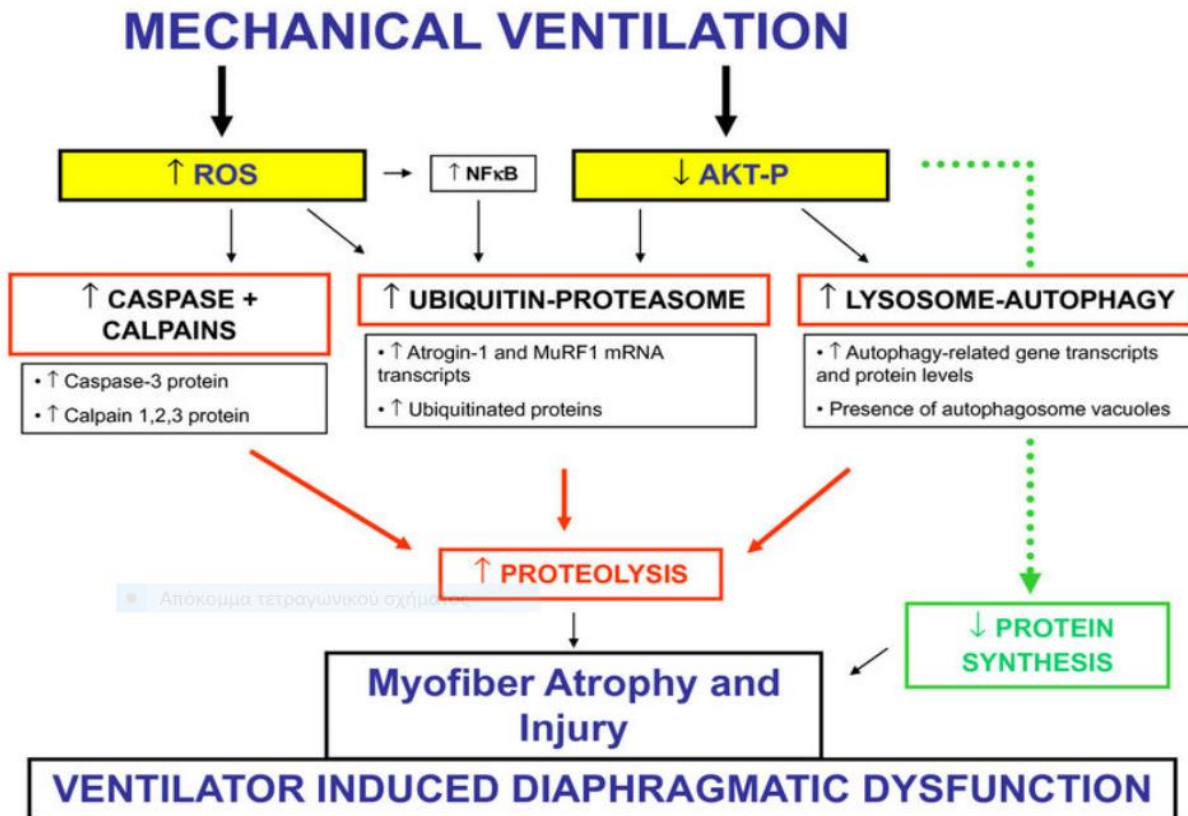 MECHANICAL VENTILATION
↑ ROS
↑ NFκB
↓ AKT-P
↑ CASPASE +
CALPAINS
↑ UBIQUITIN-PROTEASOME
↑ LYSOSOME-AUTOPHAGY
• ↑ Caspase-3 protein
• ↑ Calpain 1,2,3 protein
• ↑ Atrogin-1 and MuRF1 mRNA
transcripts
• ↑ Ubiquitinated proteins
• ↑ Autophagy-related gene transcripts
and protein levels
• Presence of autophagosome vacuoles
↑ PROTEOLYSIS
Απόκομμα τετραγωνικού σχήματος
↓ PROTEIN
SYNTHESIS
Myofiber Atrophy and
Injury
VENTILATOR INDUCED DIAPHRAGMATIC DYSFUNCTION